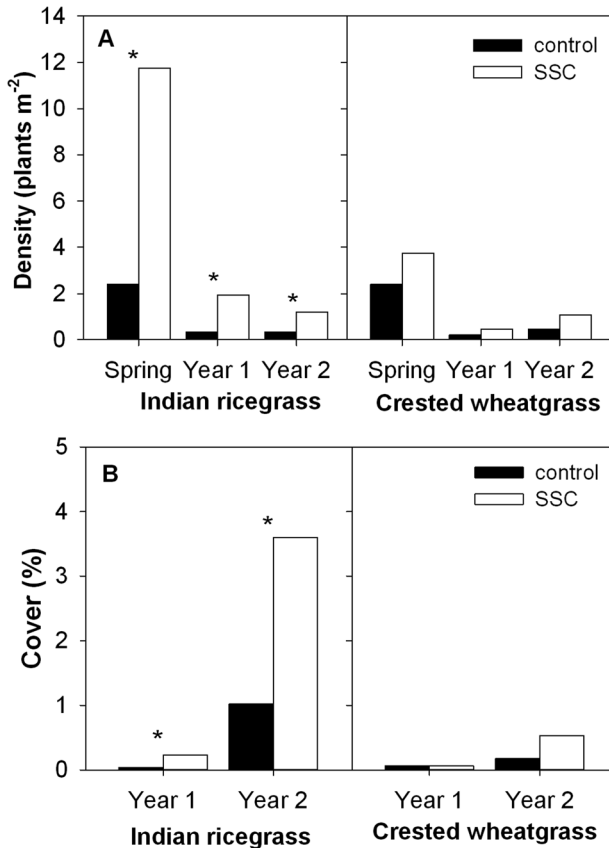 14
12
10
8
6
4
2
0
Density (plants m⁻²)
A
*
*
*
control
SSC
Spring Year 1 Year 2 Spring Year 1 Year 2
Indian ricegrass Crested wheatgrass
5
4
3
2
1
0
Cover (%)
B
*
*
control
SSC
Year 1 Year 2 Year 1 Year 2
Indian ricegrass Crested wheatgrass